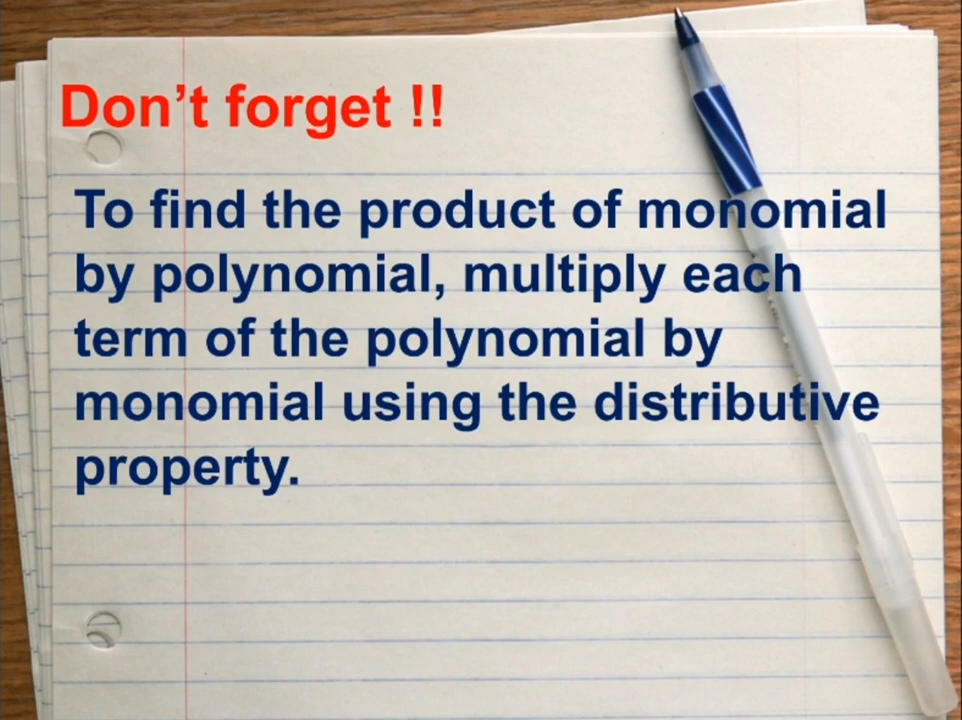 Don’t forget !!
To find the product of monomial
by polynomial, multiply each
term of the polynomial by
monomial using the distributive
property.